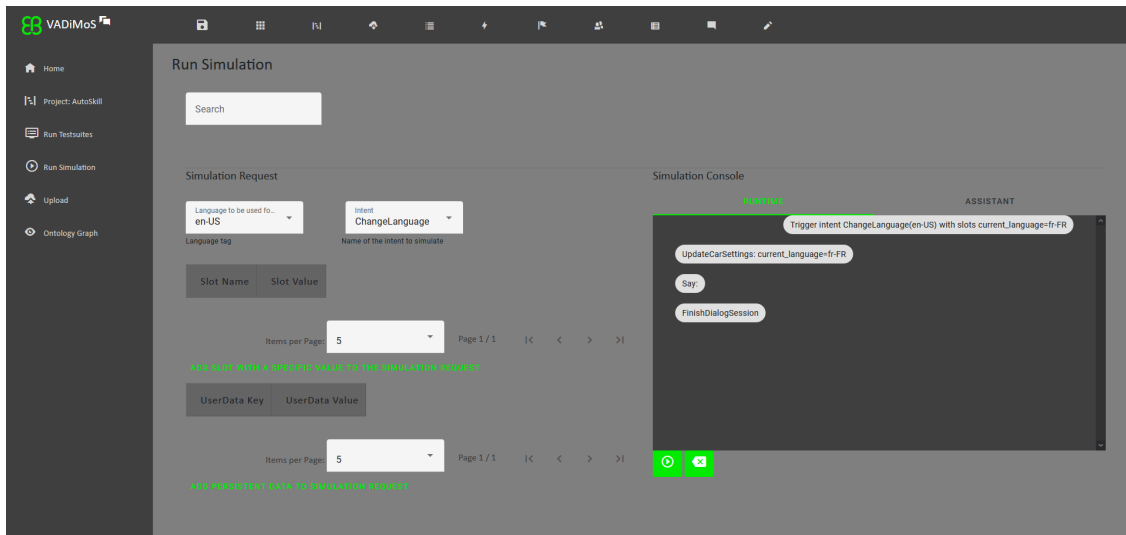 VADiMoS
Home
Project: AutoSkill
Run Testsuites
Run Simulation
Upload
Ontology Graph
Run Simulation
Search
Simulation Request
Language to be used fo...
en-US
Language tag
Intent
ChangeLanguage
Name of the intent to simulate
Slot Name Slot Value
Items per Page: 5 Page 1 / 1
ADD SLOT WITH A SPECIFIC VALUE TO THE SIMULATION REQUEST
UserData Key UserData Value
Items per Page: 5 Page 1 / 1
ADD PERSISTENT DATA TO SIMULATION REQUEST
Simulation Console
RUNTIME ASSISTANT
Trigger intent ChangeLanguage(en-US) with slots current_language=fr-FR
UpdateCarSettings: current_language=fr-FR
Say:
FinishDialogSession